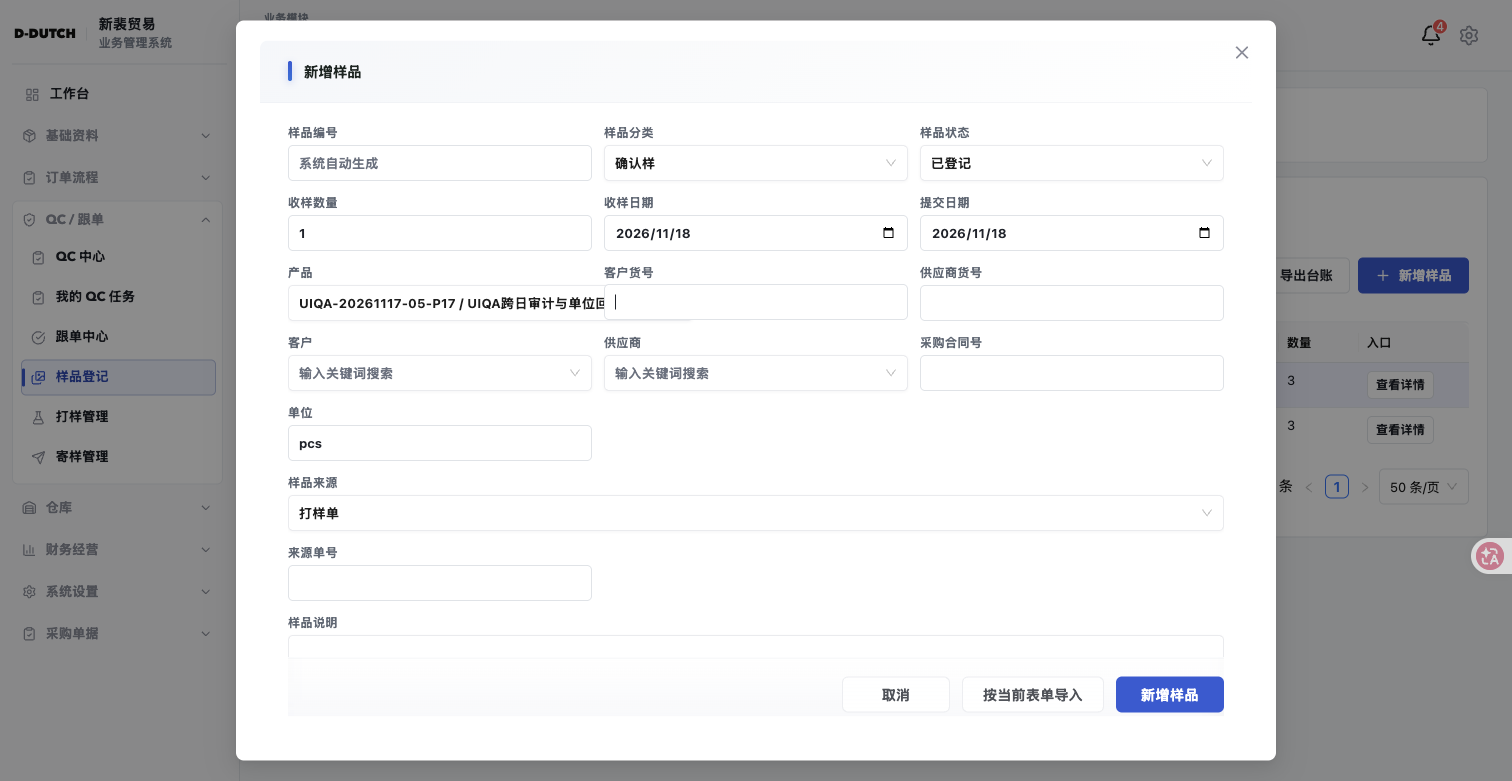 D-DUTCH
新裴贸易
业务管理系统
业务模块
4
工作台
基础资料
订单流程
QC / 跟单
QC 中心
我的 QC 任务
跟单中心
样品登记
打样管理
寄样管理
仓库
财务经营
系统设置
采购单据
新增样品
样品编号
样品分类
样品状态
系统自动生成
确认样
已登记
收样数量
收样日期
提交日期
1
2026/11/18
2026/11/18
产品
客户货号
供应商货号
UIQA-20261117-05-P17 / UIQA跨日审计与单位回
客户
供应商
采购合同号
输入关键词搜索
输入关键词搜索
单位
pcs
样品来源
打样单
来源单号
样品说明
取消
按当前表单导入
新增样品
导出台账
新增样品
数量
入口
3
查看详情
3
查看详情
条
1
50 条/页